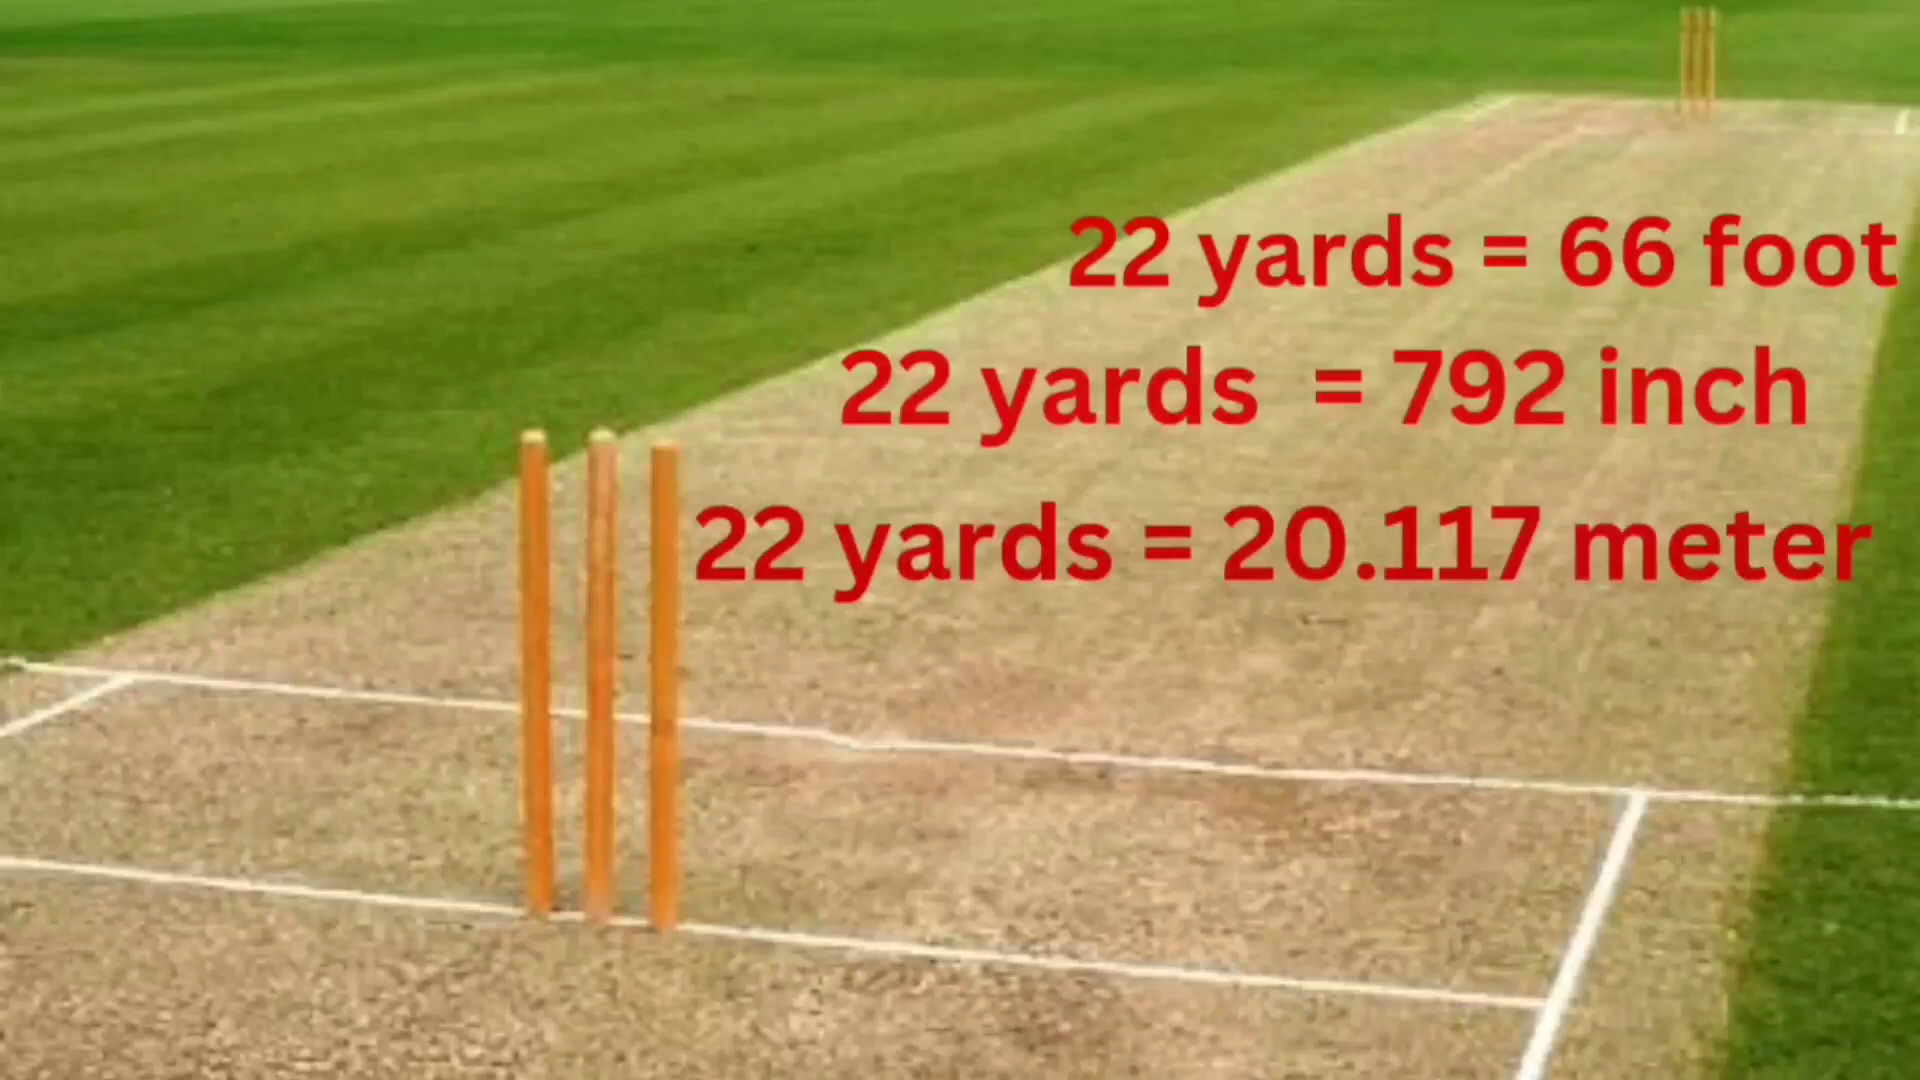 22 yards = 66 foot
22 yards = 792 inch
22 yards = 20.117 meter